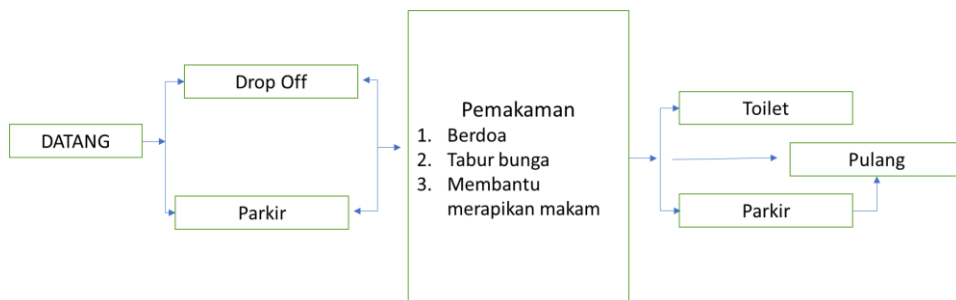 DATANG
Drop Off
Parkir
Pemakaman
1. Berdoa
2. Tabur bunga
3. Membantu
merapikan makam
Toilet
Pulang
Parkir